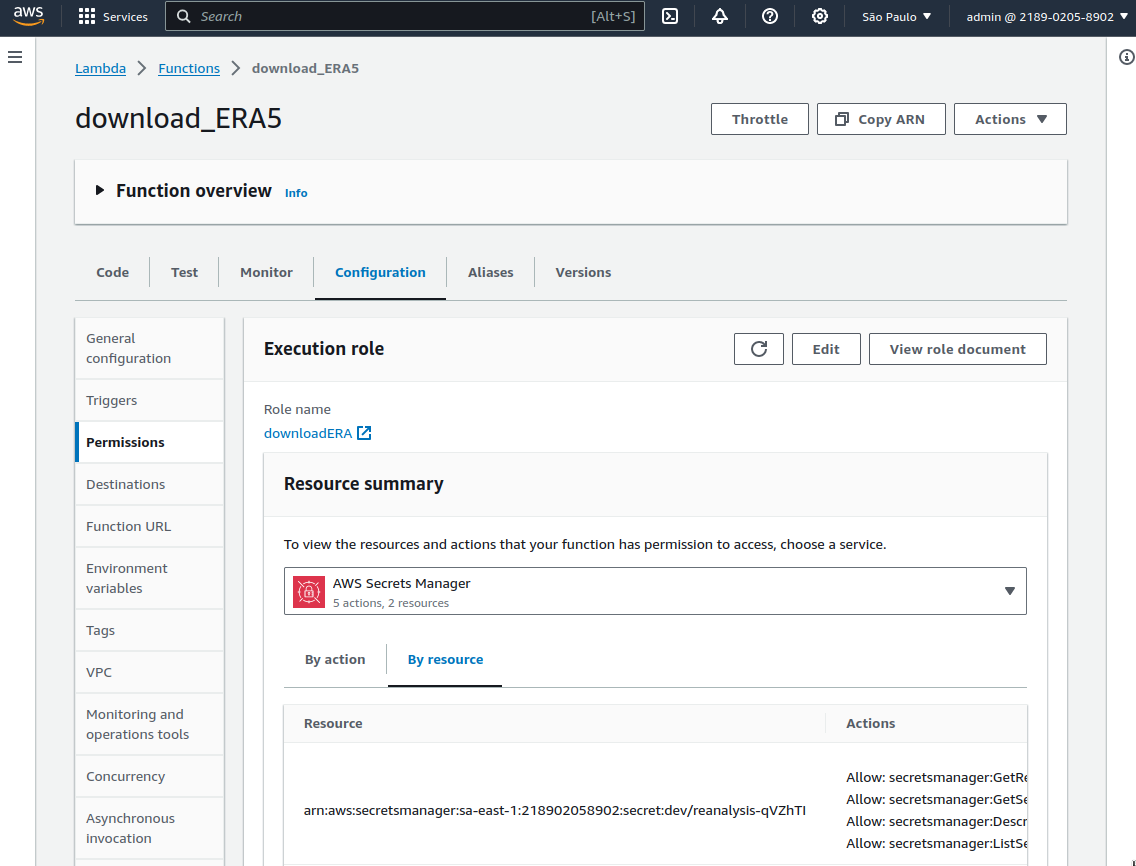 aws Services Search [Alt+S] São Paulo admin @ 2189-0205-8902
Lambda Functions download_ERA5
download_ERA5
Throttle Copy ARN Actions
Function overview Info
Code Test Monitor Configuration Aliases Versions
General
configuration
Triggers
Permissions
Destinations
Function URL
Environment
variables
Tags
VPC
Monitoring and
operations tools
Concurrency
Asynchronous
invocation
Execution role
Edit View role document
Role name
downloadERA
Resource summary
To view the resources and actions that your function has permission to access, choose a service.
AWS Secrets Manager
5 actions, 2 resources
By action By resource
Resource Actions
arn:aws:secretsmanager:sa-east-1:218902058902:secret:dev/reanalysis-qVZhTI
Allow: secretsmanager:GetRe
Allow: secretsmanager:GetSe
Allow: secretsmanager:Descr
Allow: secretsmanager:ListSe